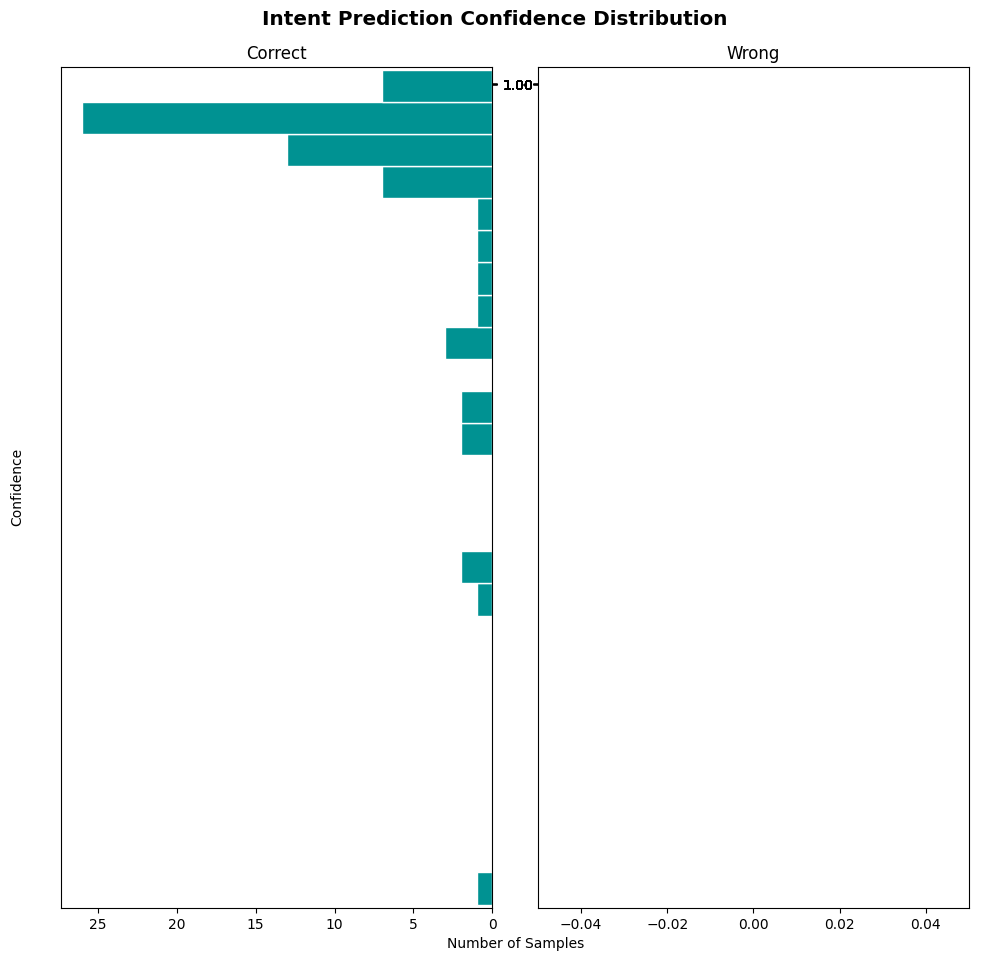 Intent Prediction Confidence Distribution
Correct
Wrong
1.00
Confidence
25 20 15 10 5 0
−0.04 −0.02 0.00 0.02 0.04
Number of Samples